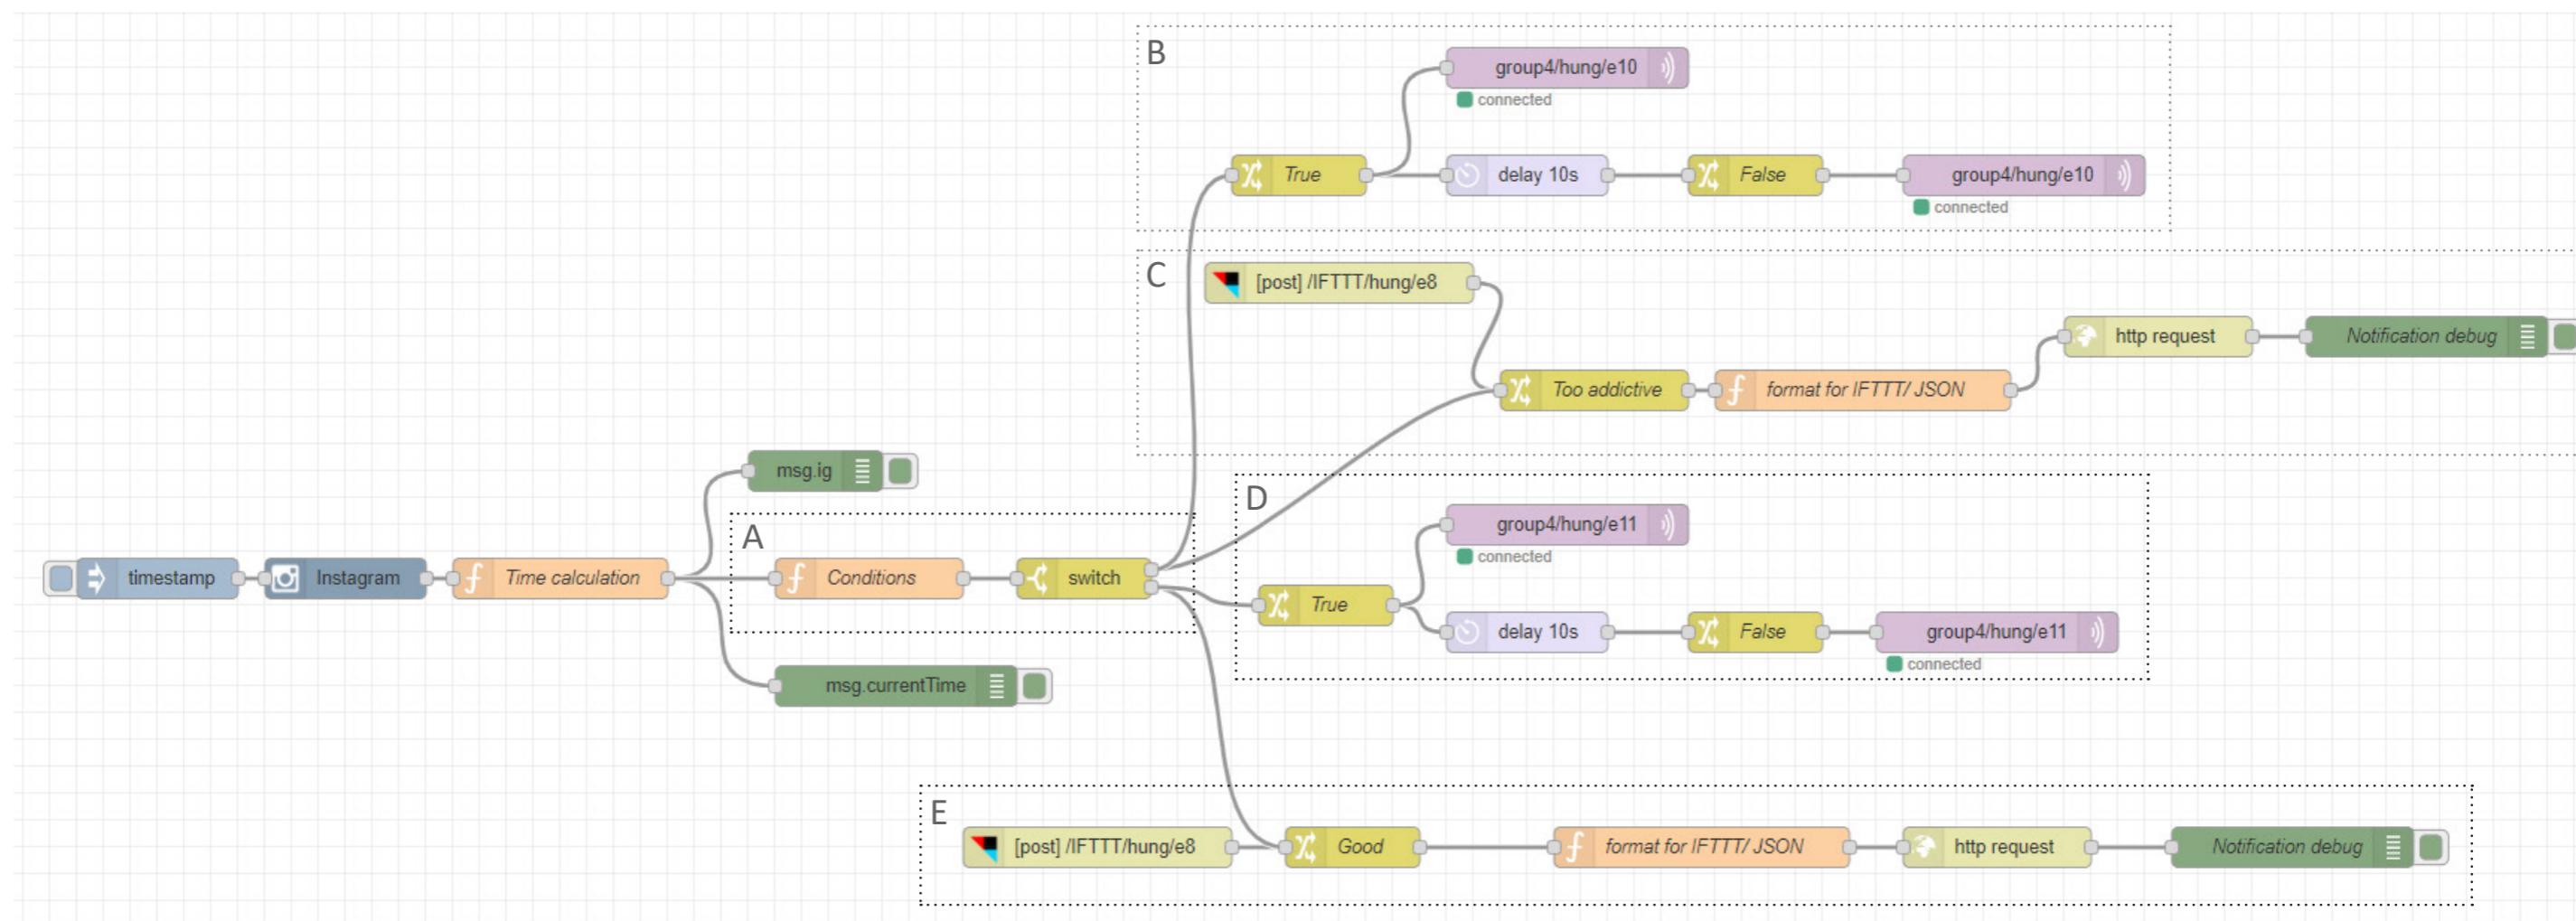 B
group4/hung/e10
connected
True
delay 10s
False
group4/hung/e10
connected
C
[post] /IFTTT/hung/e8
http request
Notification debug
Too addictive
format for IFTTT/ JSON
msg.ig
D
group4/hung/e11
connected
A
timestamp
Instagram
Time calculation
Conditions
switch
True
delay 10s
False
group4/hung/e11
connected
msg.currentTime
E
[post] /IFTTT/hung/e8
Good
format for IFTTT/ JSON
http request
Notification debug